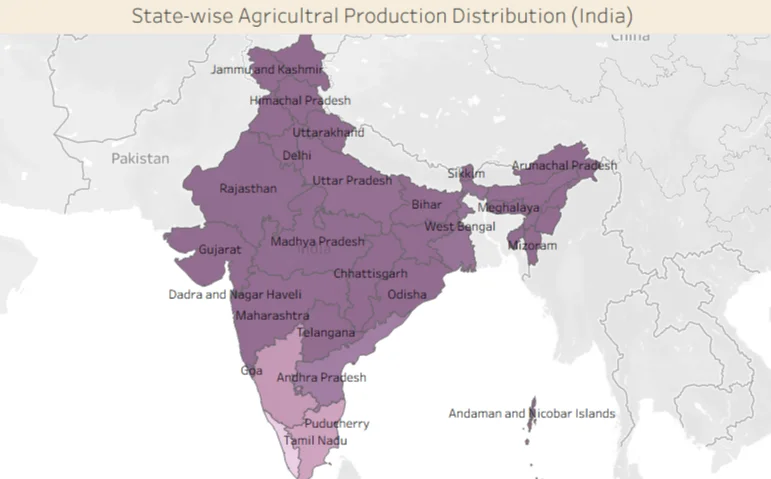 State-wise Agricultral Production Distribution (India)
China
Jammu and Kashmir
Himachal Pradesh
Uttarakhand
Pakistan
Delhi
Arunachal Pradesh
Sikkim
Uttar Pradesh
Rajasthan
Bihar
Meghalaya
West Bengal
Madhya Pradesh
Mizoram
Gujarat
India
Chhattisgarh
Dadra and Nagar Haveli
Odisha
Maharashtra
Telangana
Goa
Andhra Pradesh
Andaman and Nicobar Islands
Puducherry
Tamil Nadu